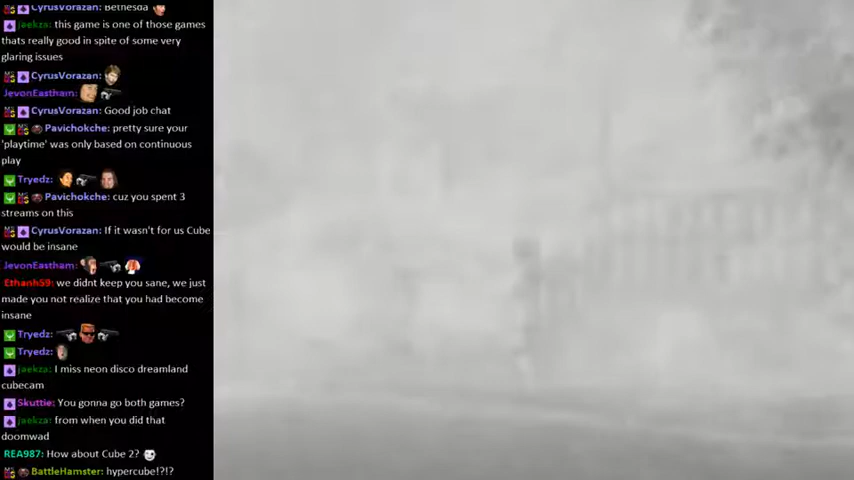 CyrusVorazan: Bethesda
jaekza: this game is one of those games
thats really good in spite of some very
glaring issues
CyrusVorazan:
JevonEastham:
CyrusVorazan: Good job chat
Pavichokche: pretty sure your
'playtime' was only based on continuous
play
Tryedz:
Pavichokche: cuz you spent 3
streams on this
CyrusVorazan: If it wasn't for us Cube
would be insane
JevonEastham:
Ethanh59: we didnt keep you sane, we just
made you not realize that you had become
insane
Tryedz:
Tryedz:
jaekza: I miss neon disco dreamland
cubecam
Skuttie: You gonna go both games?
jaekza: from when you did that
doomwad
REA987: How about Cube 2?
BattleHamster: hypercube!?!?